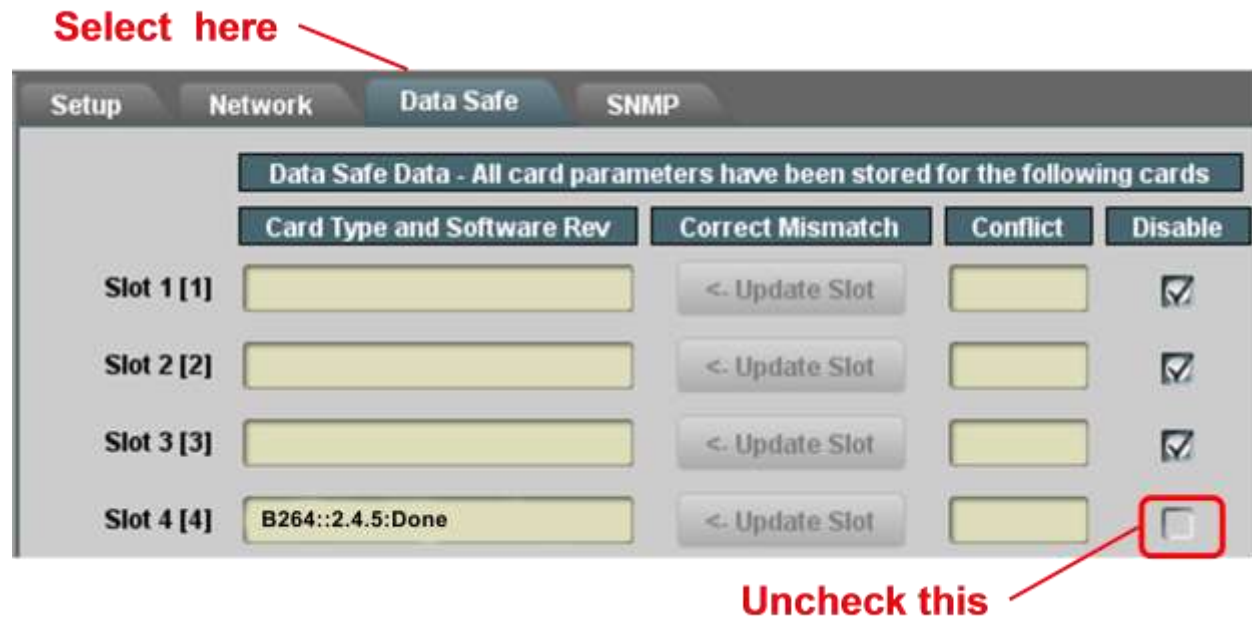 Select here
Setup Network Data Safe SNMP
Data Safe Data - All card parameters have been stored for the following cards
Card Type and Software Rev Correct Mismatch Conflict Disable
Slot 1 [1] <- Update Slot
Slot 2 [2] <- Update Slot
Slot 3 [3] <- Update Slot
Slot 4 [4] B264::2.4.5:Done <- Update Slot
Uncheck this